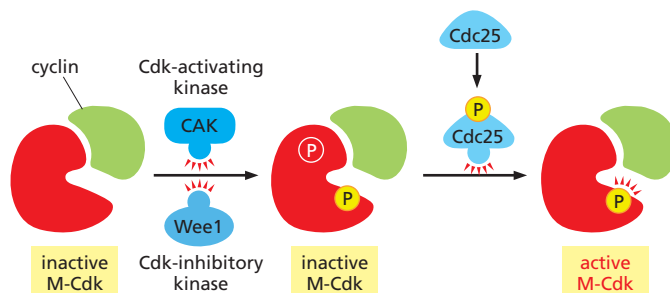 Cdc25
cyclin
Cdk-activating
kinase
CAK
P
P
P
Cdc25
Wee1
P
inactive
M-Cdk
Cdk-inhibitory
kinase
inactive
M-Cdk
active
M-Cdk